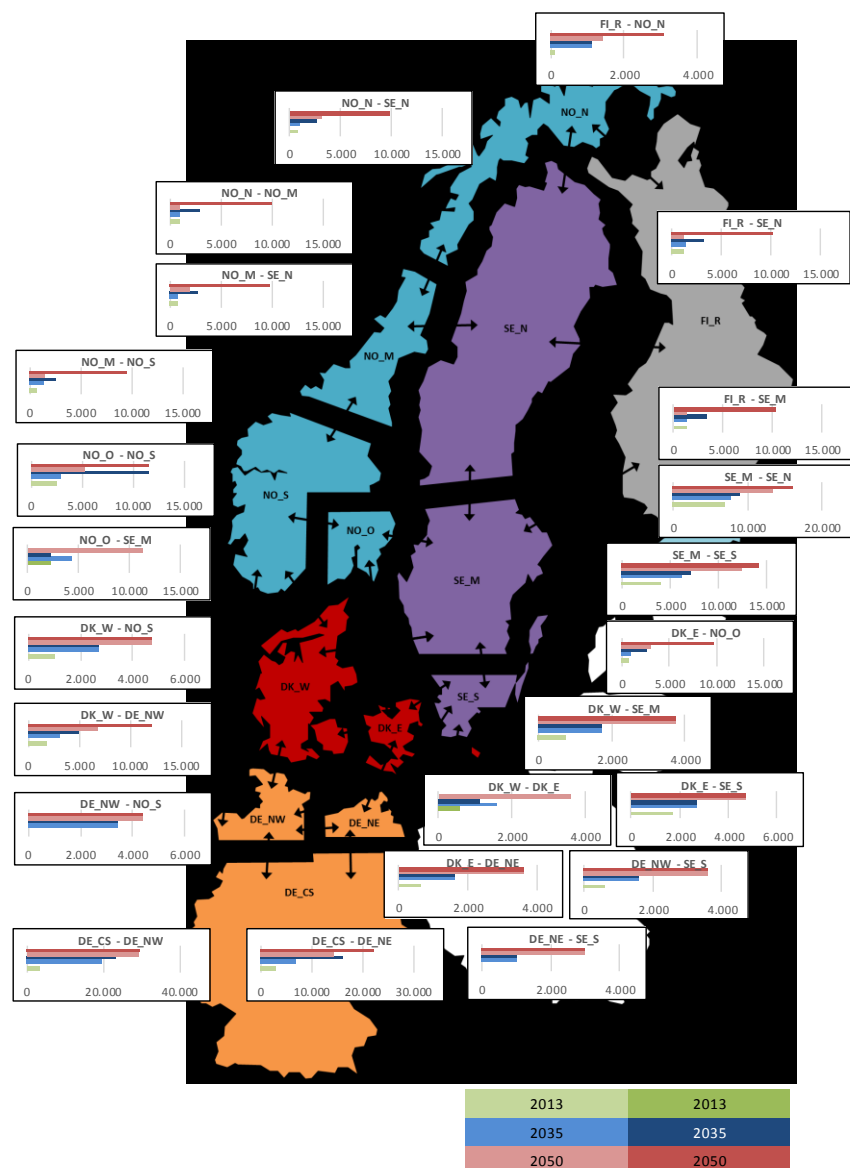 FI_R - NO_N
0 2.000 4.000
NO_N - SE_N
0 5.000 10.000 15.000
NO_N
NO_N - NO_M
0 5.000 10.000 15.000
FI_R - SE_N
0 5.000 10.000 15.000
NO_M - SE_N
0 5.000 10.000 15.000
SE_N
FI_R
NO_M
NO_M - NO_S
0 5.000 10.000 15.000
FI_R - SE_M
0 5.000 10.000 15.000
NO_O - NO_S
0 5.000 10.000 15.000
SE_M - SE_N
0 10.000 20.000
NO_S
NO_O
NO_O - SE_M
0 5.000 10.000 15.000
SE_M
SE_M - SE_S
0 5.000 10.000 15.000
DK_W - NO_S
0 2.000 4.000 6.000
DK_E - NO_O
0 5.000 10.000 15.000
DK_W
SE_S
DK_E
DK_W - SE_M
0 2.000 4.000
DK_W - DE_NW
0 5.000 10.000 15.000
DE_NW - NO_S
0 2.000 4.000 6.000
DE_NW
DE_NE
DK_W - DK_E
0 2.000 4.000
DK_E - SE_S
0 2.000 4.000 6.000
DE_CS
DK_E - DE_NE
0 2.000 4.000
DE_NW - SE_S
0 2.000 4.000
DE_CS - DE_NW
0 20.000 40.000
DE_CS - DE_NE
0 10.000 20.000 30.000
DE_NE - SE_S
0 2.000 4.000
2013 2013
2035 2035
2050 2050